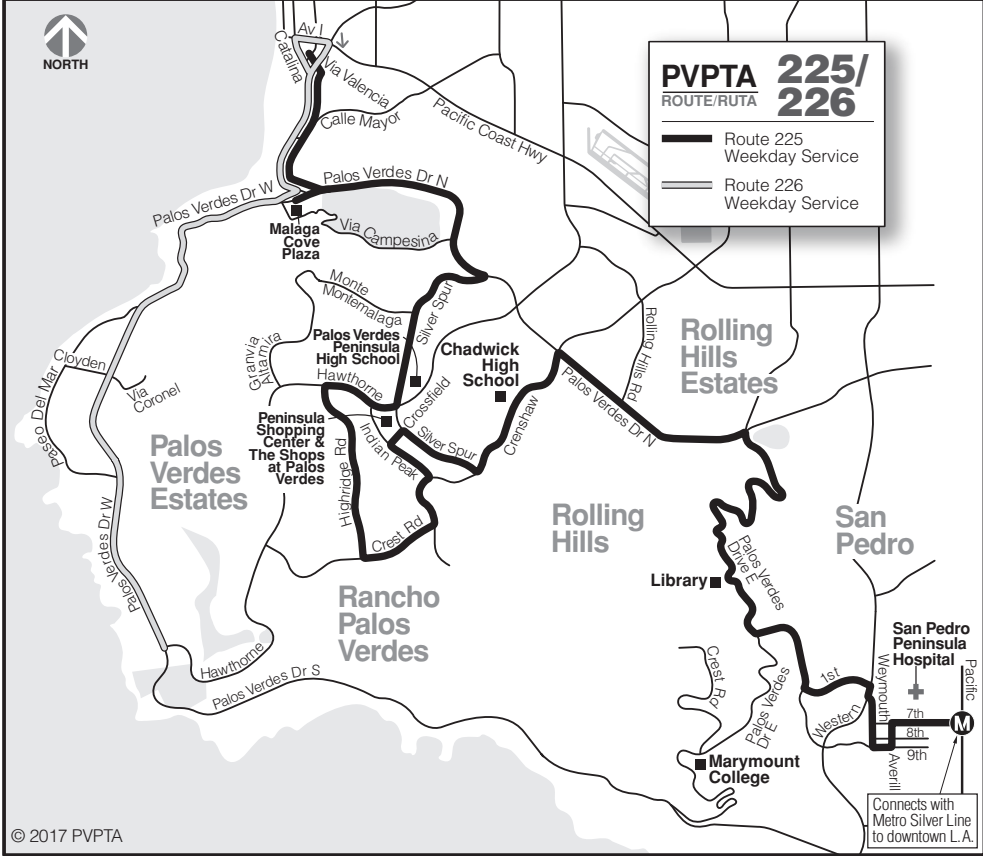 NORTH
Av I
Catalina
Via Valencia
Calle Mayor
Pacific Coast Hwy
PVPTA
ROUTE/RUTA
225/
226
Route 225
Weekday Service
Route 226
Weekday Service
Palos Verdes Dr W
Palos Verdes Dr N
Malaga
Cove
Plaza
Via Campesina
Monte
Montemalaga
Silver Spur
Granvia
Altamira
Palos Verdes
Peninsula
High School
Hawthorne
Chadwick
High
School
Crossfield
Rolling Hills Rd
Rolling
Hills
Estates
Cloyden
Via
Coronel
Paseo Del Mar
Palos
Verdes
Estates
Peninsula
Shopping
Center &
The Shops
at Palos
Verdes
Indian Peak
Silver Spur
Crenshaw
Palos Verdes Dr N
Highridge Rd
Crest Rd
Rolling
Hills
San
Pedro
Palos Verdes Dr W
Palos Verdes
Drive E
Library
Rancho
Palos
Verdes
Hawthorne
Palos Verdes Dr S
Crest Rd
Palos Verdes
Dr E
Marymount
College
1st
Western
Weymouth
San Pedro
Peninsula
Hospital
Pacific
7th
8th
9th
M
Averill
Connects with
Metro Silver Line
to downtown L.A.
© 2017 PVPTA